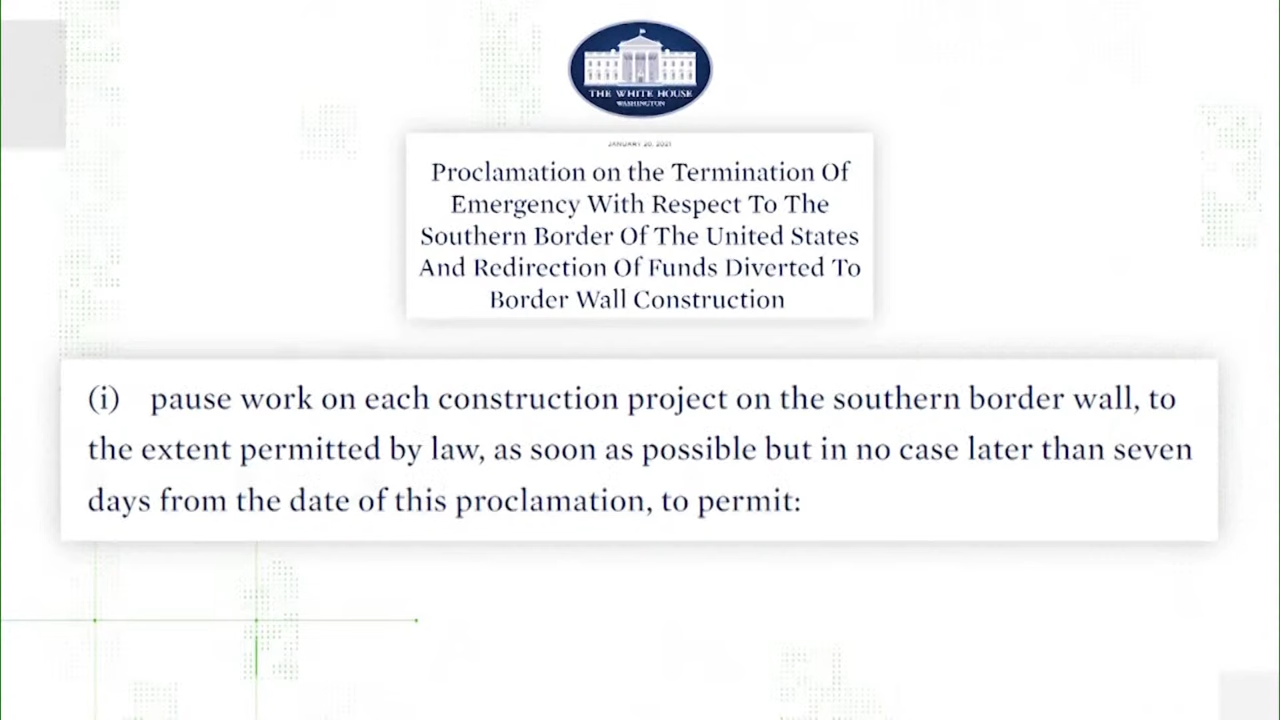 THE WHITE HOUSE
WASHINGTON
JANUARY 20, 2021
Proclamation on the Termination Of
Emergency With Respect To The
Southern Border Of The United States
And Redirection Of Funds Diverted To
Border Wall Construction
(i) pause work on each construction project on the southern border wall, to
the extent permitted by law, as soon as possible but in no case later than seven
days from the date of this proclamation, to permit: